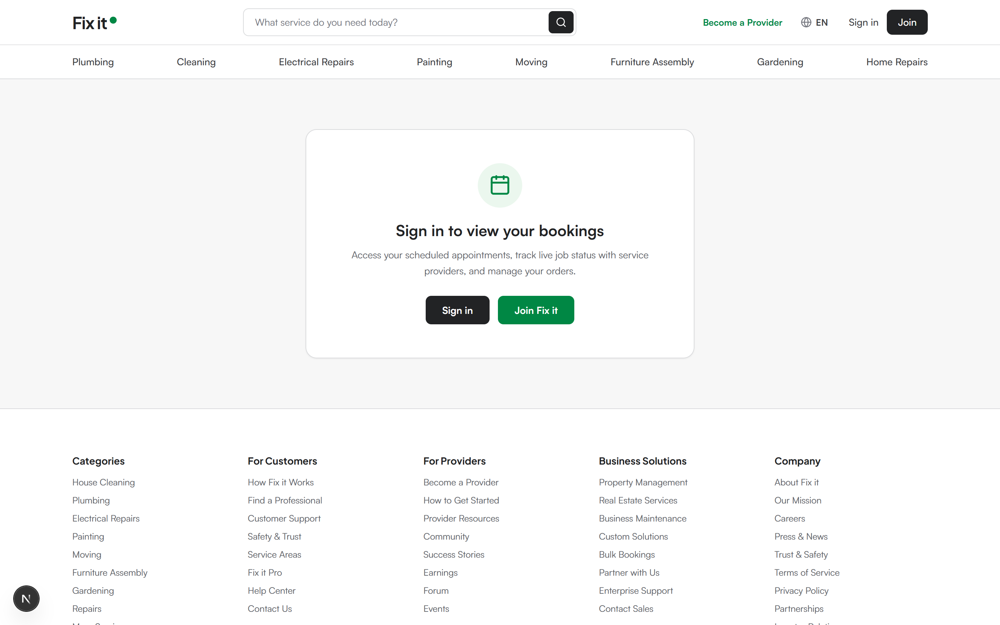 Fix it
What service do you need today?
Become a Provider
EN
Sign in
Join
Plumbing
Cleaning
Electrical Repairs
Painting
Moving
Furniture Assembly
Gardening
Home Repairs
Sign in to view your bookings
Access your scheduled appointments, track live job status with service
providers, and manage your orders.
Sign in
Join Fix it
Categories
House Cleaning
Plumbing
Electrical Repairs
Painting
Moving
Furniture Assembly
Gardening
Repairs
For Customers
How Fix it Works
Find a Professional
Customer Support
Safety & Trust
Service Areas
Fix it Pro
Help Center
Contact Us
For Providers
Become a Provider
How to Get Started
Provider Resources
Community
Success Stories
Earnings
Forum
Events
Business Solutions
Property Management
Real Estate Services
Business Maintenance
Custom Solutions
Bulk Bookings
Partner with Us
Enterprise Support
Contact Sales
Company
About Fix it
Our Mission
Careers
Press & News
Trust & Safety
Terms of Service
Privacy Policy
Partnerships
N